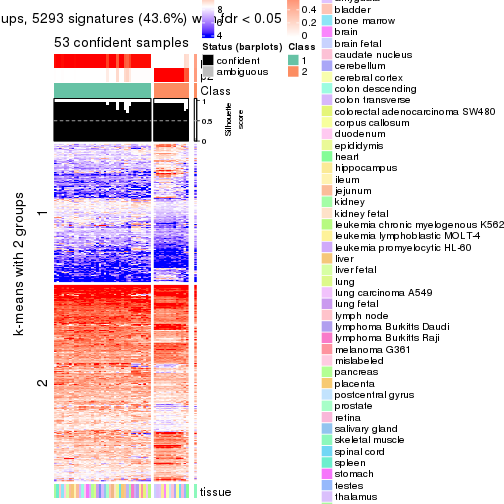 ups, 5293 signatures (43.6%) with fdr < 0.05
53 confident samples
1
2
k-means with 2 groups
p2
Class
1
0.5
0
Silhouette
score
tissue
8
6
0.4
0.2
0
Status (barplots)
confident
ambiguous
Class
1
2
bladder
bone marrow
brain
brain fetal
caudate nucleus
cerebellum
cerebral cortex
colon descending
colon transverse
colorectal adenocarcinoma SW480
corpus callosum
duodenum
epididymis
heart
hippocampus
ileum
jejunum
kidney
kidney fetal
leukemia chronic myelogenous K562
leukemia lymphoblastic MOLT-4
leukemia promyelocytic HL-60
liver
liver fetal
lung
lung carcinoma A549
lung fetal
lymph node
lymphoma Burkitts Daudi
lymphoma Burkitts Raji
melanoma G361
mislabeled
pancreas
placenta
postcentral gyrus
prostate
retina
salivary gland
skeletal muscle
spinal cord
spleen
stomach
testes
thalamus